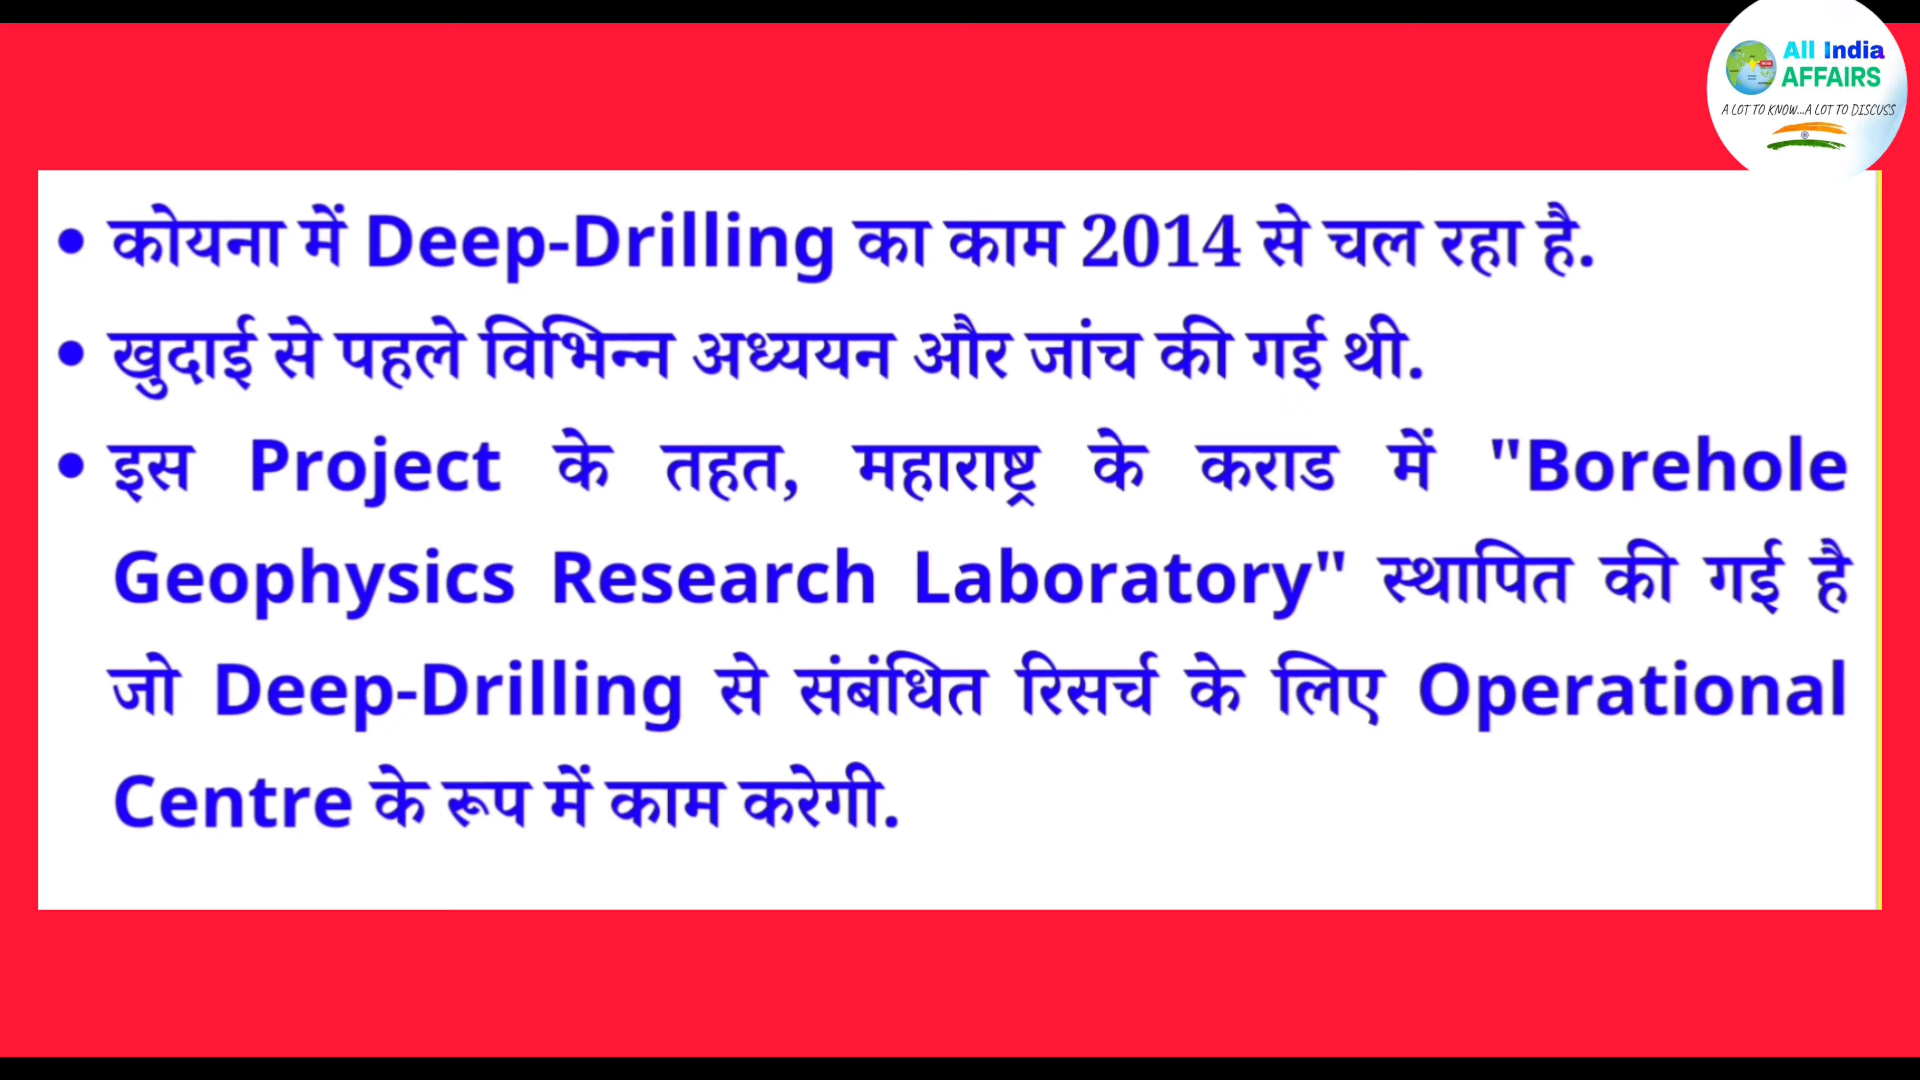 All India
AFFAIRS
A LOT TO KNOW...A LOT TO DISCUSS
• कोयना में Deep-Drilling का काम 2014 से चल रहा है.
• खुदाई से पहले विभिन्न अध्ययन और जांच की गई थी.
• इस Project के तहत, महाराष्ट्र के कराड में "Borehole
Geophysics Research Laboratory" स्थापित की गई है
जो Deep-Drilling से संबंधित रिसर्च के लिए Operational
Centre के रूप में काम करेगी.